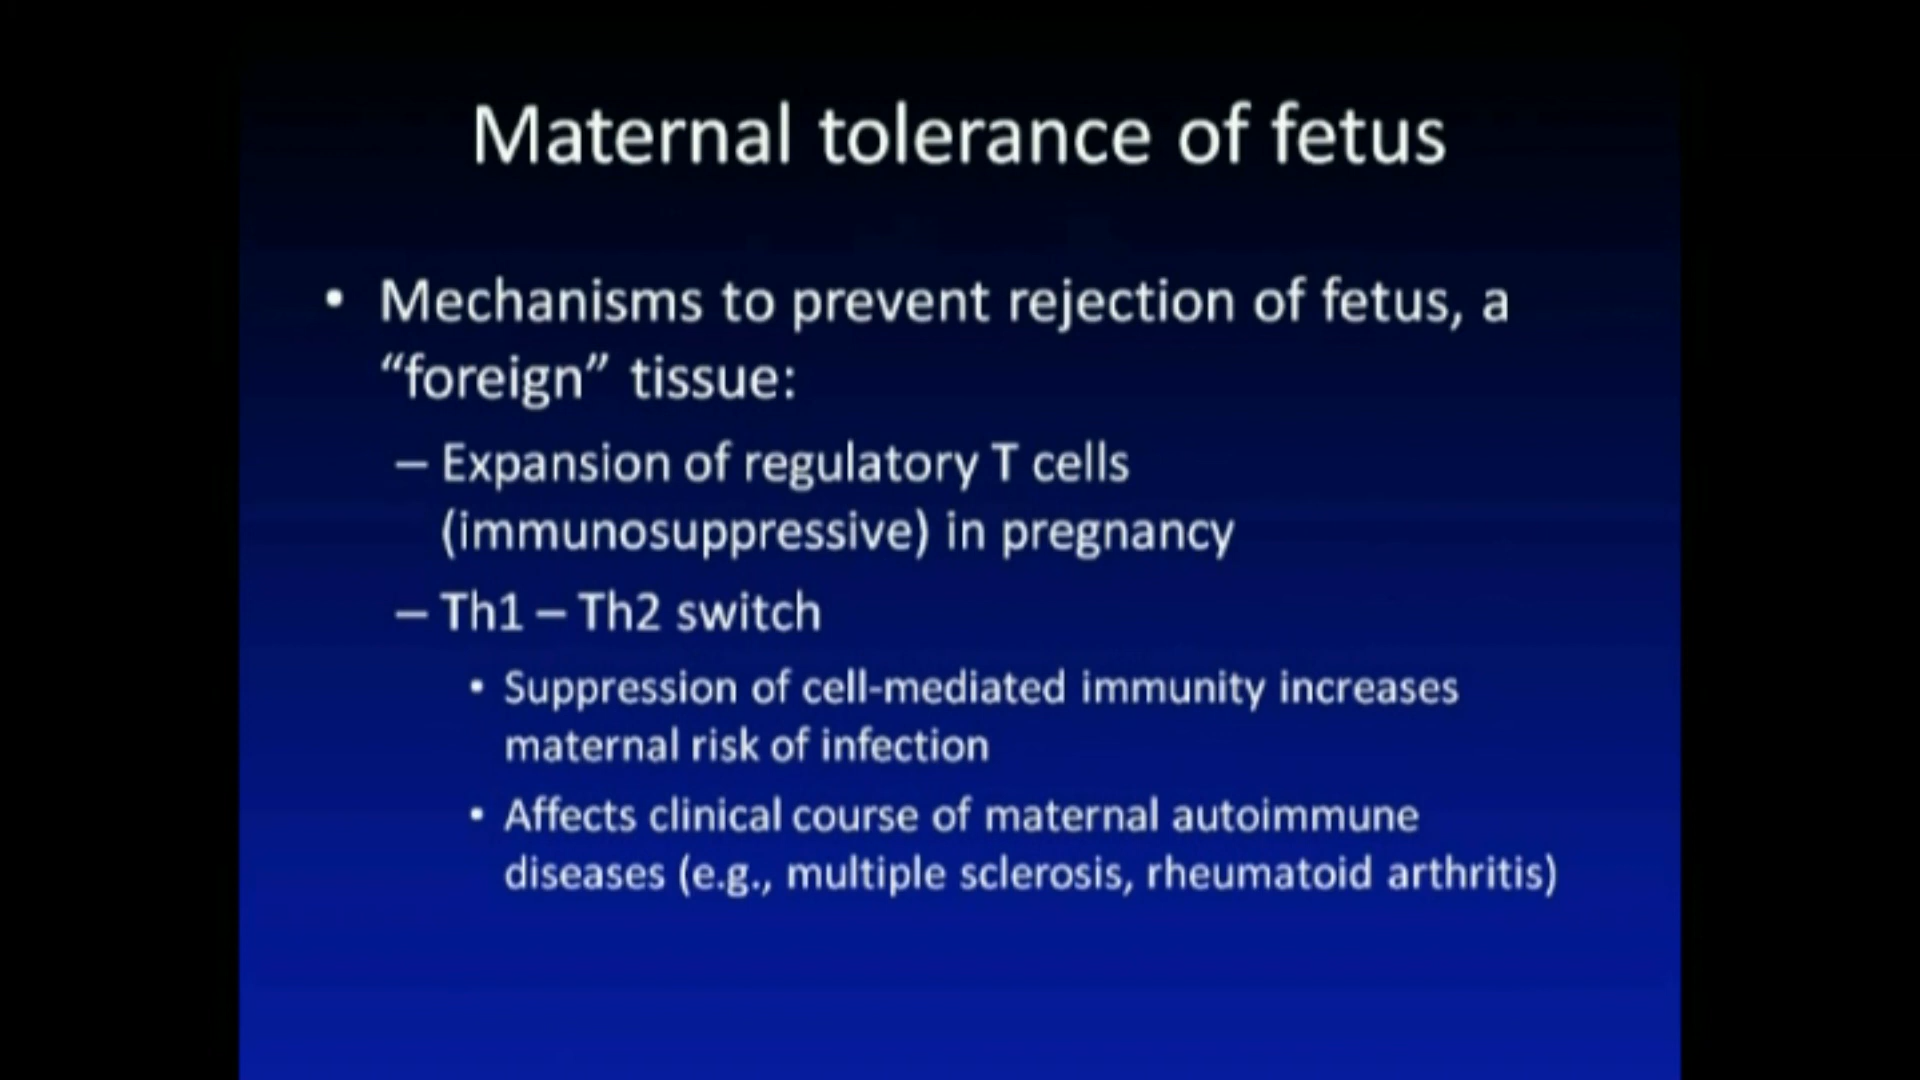 Maternal tolerance of fetus
• Mechanisms to prevent rejection of fetus, a
“foreign” tissue:
– Expansion of regulatory T cells
(immunosuppressive) in pregnancy
– Th1 – Th2 switch
• Suppression of cell-mediated immunity increases
maternal risk of infection
• Affects clinical course of maternal autoimmune
diseases (e.g., multiple sclerosis, rheumatoid arthritis)